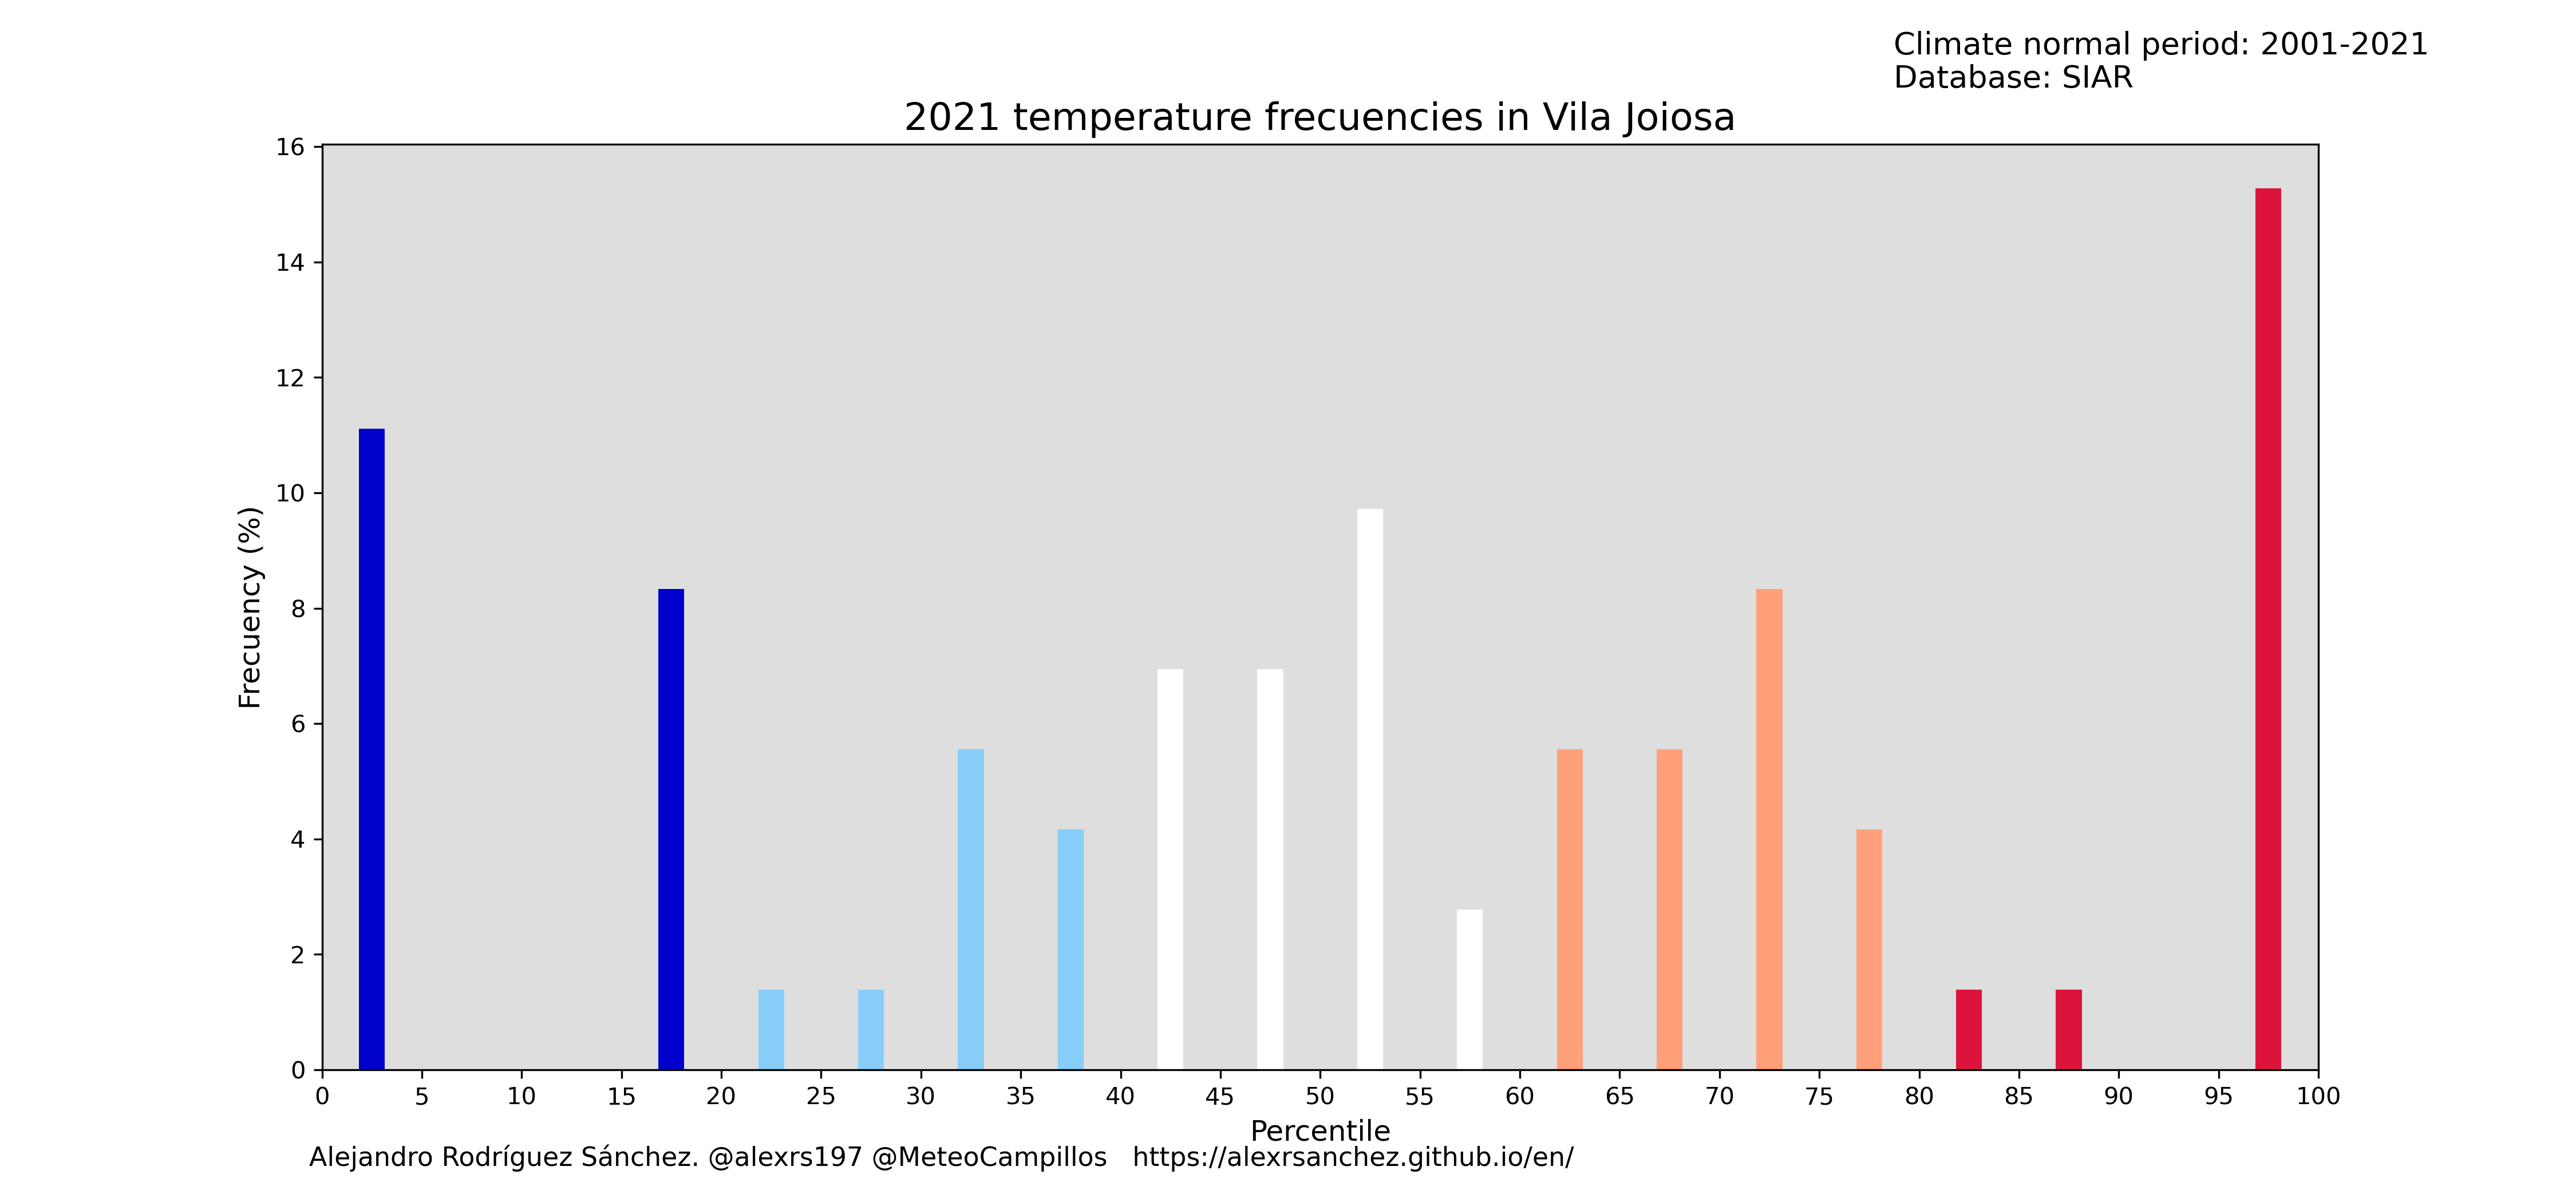 Climate normal period: 2001-2021
Database: SIAR
2021 temperature frecuencies in Vila Joiosa
16
14
12
10
8
6
4
2
0
Frecuency (%)
0 5 10 15 20 25 30 35 40 45 50 55 60 65 70 75 80 85 90 95 100
Percentile
Alejandro Rodríguez Sánchez. @alexrs197 @MeteoCampillos https://alexrsanchez.github.io/en/